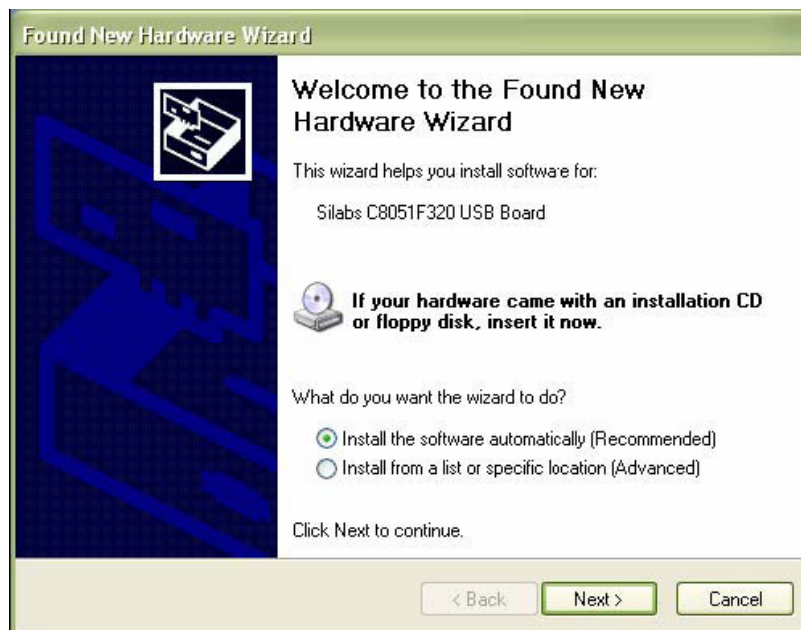 Found New Hardware Wizard
Welcome to the Found New
Hardware Wizard
This wizard helps you install software for:
Silabs C8051F320 USB Board
If your hardware came with an installation CD
or floppy disk, insert it now.
What do you want the wizard to do?
Install the software automatically (Recommended)
Install from a list or specific location (Advanced)
Click Next to continue.
< Back Next > Cancel